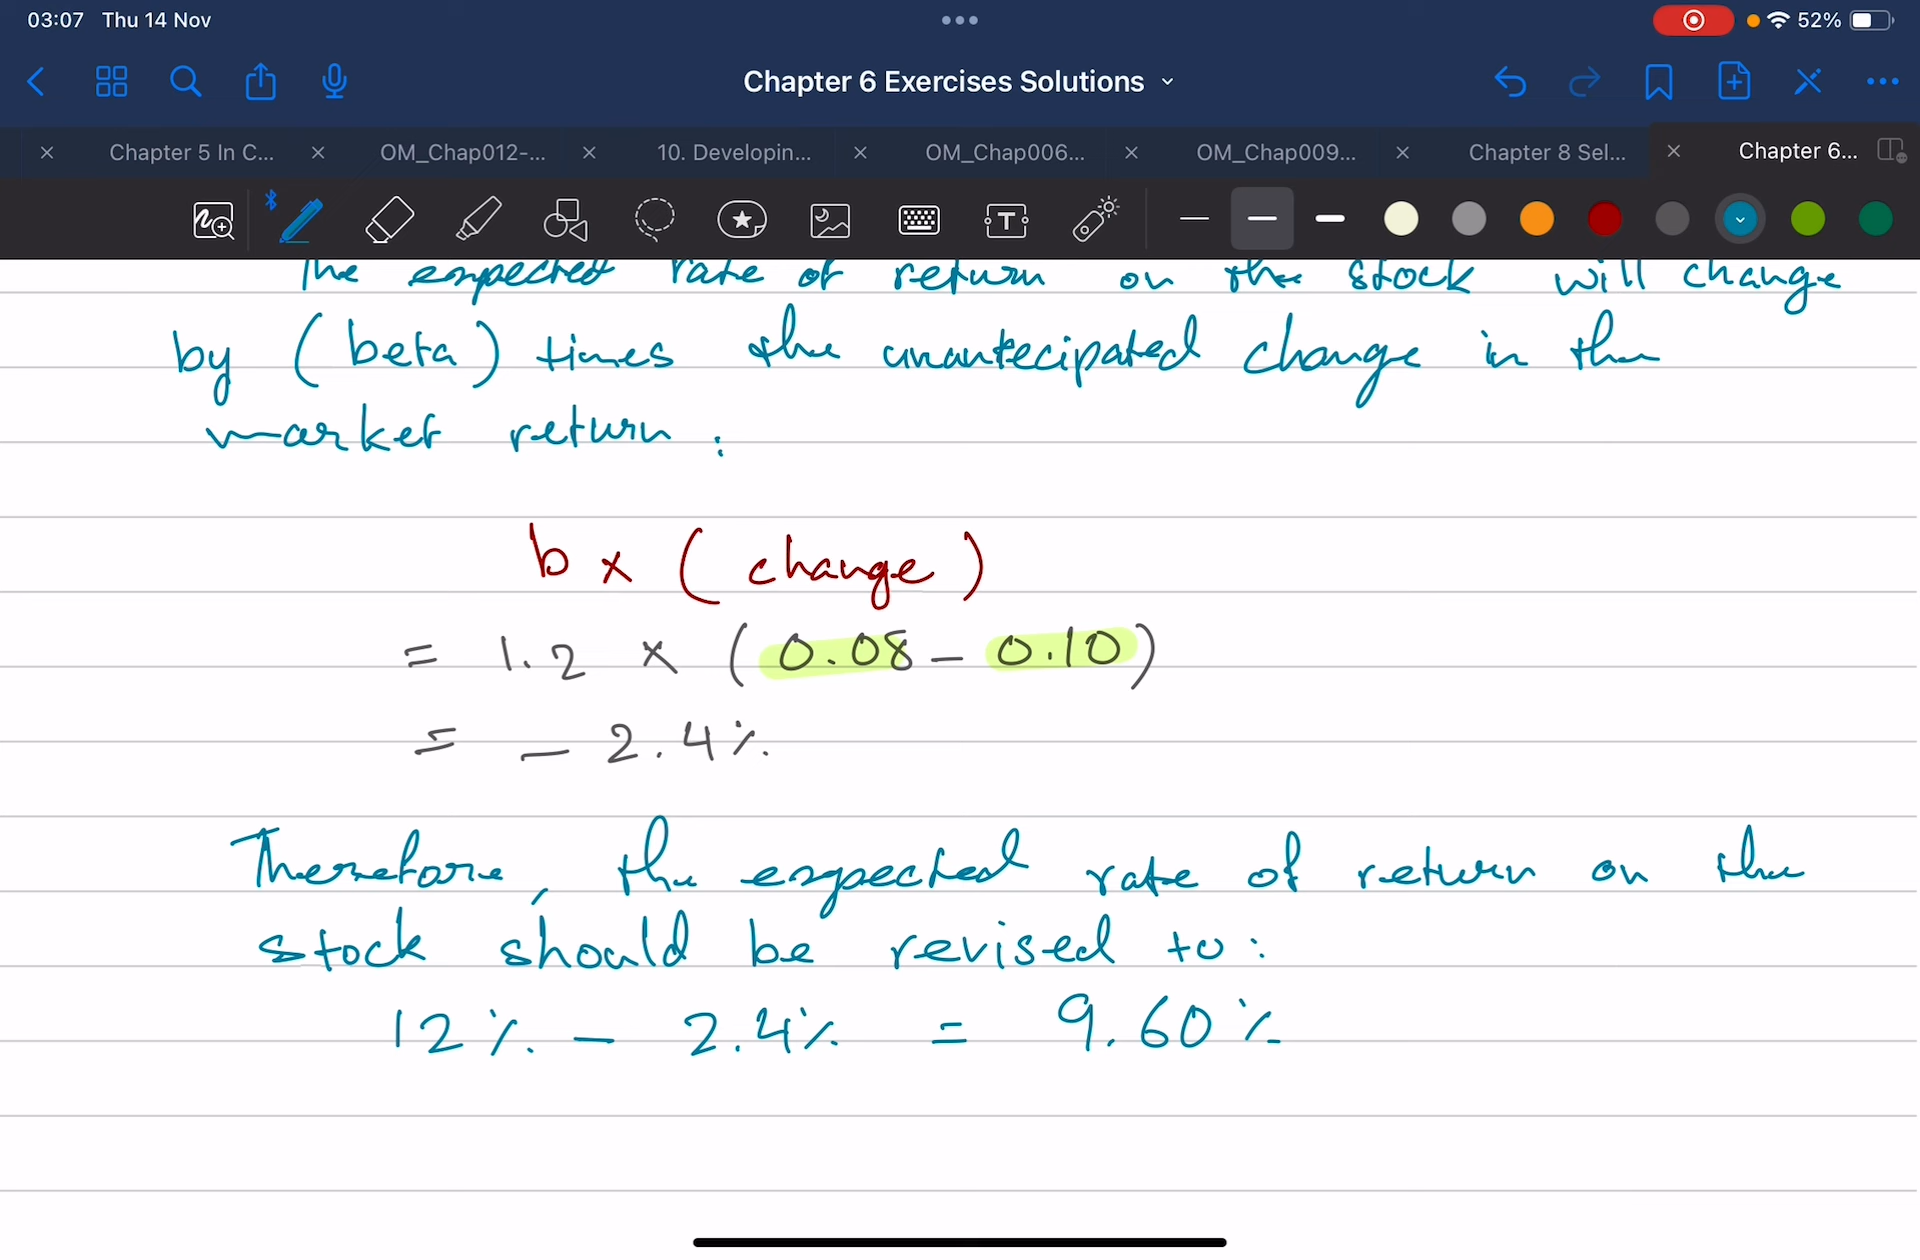 03:07 Thu 14 Nov
52%
Chapter 6 Exercises Solutions
Chapter 5 In C... OM_Chap012-... 10. Developin... OM_Chap006... OM_Chap009... Chapter 8 Sel... Chapter 6...
The expected rate of return on the stock will change
by (beta) times the unantecipated change in the
market return.
b x (change)
= 1.2 x (0.08 - 0.10)
= - 2.4%
Therefore, the expected rate of return on the
stock should be revised to:
12% - 2.4% = 9.60%